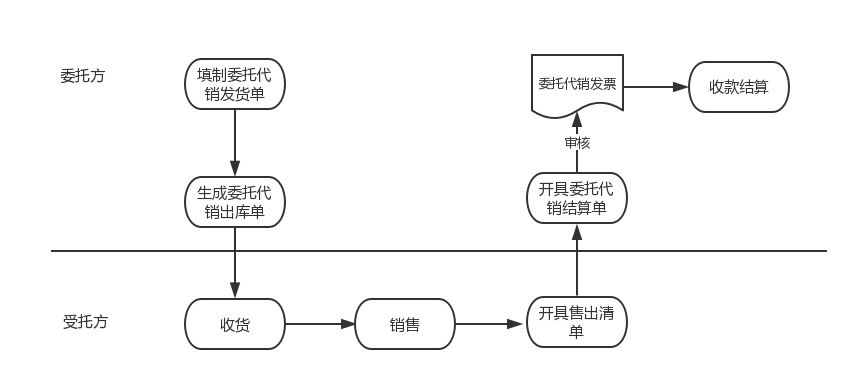 委托方
填制委托代
销发货单
生成委托代
销出库单
委托代销发票
收款结算
审核
开具委托代
销结算单
受托方
收货
销售
开具售出清
单